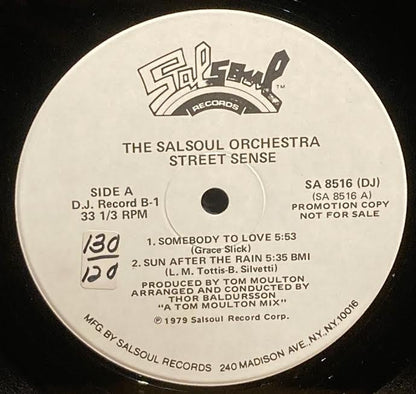 Salsoul
TM
RECORDS
THE SALSOUL ORCHESTRA
STREET SENSE
SIDE A
D.J. Record B-1
33 1/3 RPM
SA 8516 (DJ)
(SA 8516 A)
PROMOTION COPY
NOT FOR SALE
130
120
1. SOMEBODY TO LOVE 5:53
(Grace Slick)
2. SUN AFTER THE RAIN 5:35 BMI
(L. M. Tottis-B. Silvetti)
PRODUCED BY TOM MOULTON
ARRANGED AND CONDUCTED BY
THOR BALDURSSON
"A TOM MOULTON MIX"
℗ 1979 Salsoul Record Corp.
MFG. BY SALSOUL RECORDS 240 MADISON AVE., N.Y., N.Y. 10016